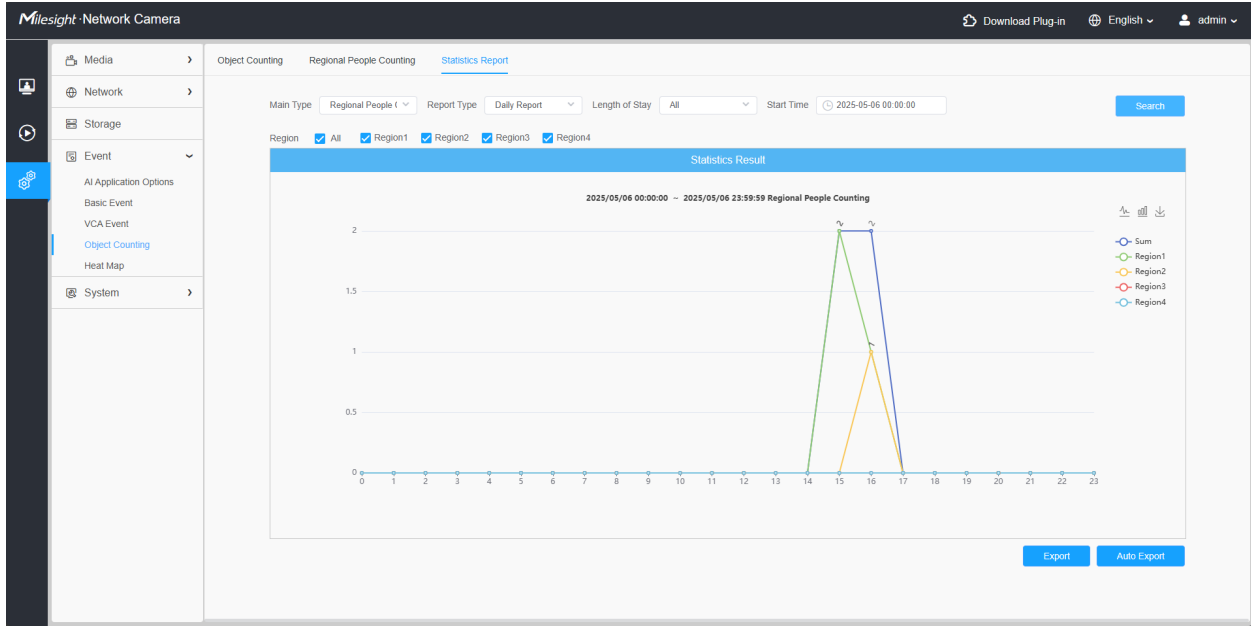 Milesight · Network Camera
Download Plug-in English admin
Media
Network
Storage
Event
AI Application Options
Basic Event
VCA Event
Object Counting
Heat Map
System
Object Counting Regional People Counting Statistics Report
Main Type Regional People ( Report Type Daily Report Length of Stay All Start Time 2025-05-06 00:00:00 Search
Region All Region1 Region2 Region3 Region4
Statistics Result
2025/05/06 00:00:00 ~ 2025/05/06 23:59:59 Regional People Counting
Sum
Region1
Region2
Region3
Region4
2 2
2
1.5
1
1
0.5
0
0 1 2 3 4 5 6 7 8 9 10 11 12 13 14 15 16 17 18 19 20 21 22 23
Export Auto Export